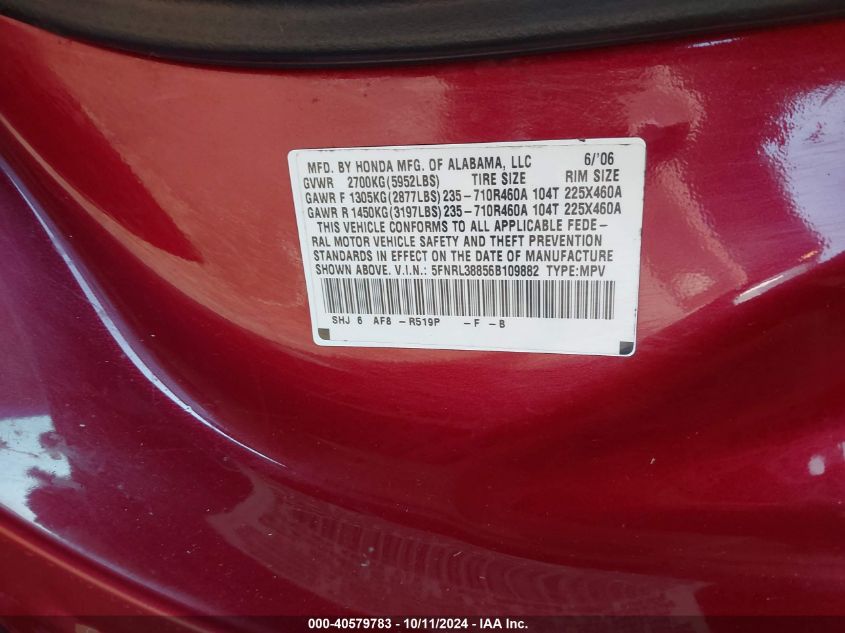 MFD. BY HONDA MFG. OF ALABAMA, LLC 6/'06
GVWR 2700KG(5952LBS) TIRE SIZE RIM SIZE
GAWR F 1305KG(2877LBS) 235-710R460A 104T 225X460A
GAWR R 1450KG(3197LBS) 235-710R460A 104T 225X460A
THIS VEHICLE CONFORMS TO ALL APPLICABLE FEDE-
RAL MOTOR VEHICLE SAFETY AND THEFT PREVENTION
STANDARDS IN EFFECT ON THE DATE OF MANUFACTURE
SHOWN ABOVE. V.I.N.: 5FNRL38856B109882 TYPE:MPV
SHJ 6 AF8 -R519P -F -B
000-40579783 / 10/11/2024 - IAA Inc.